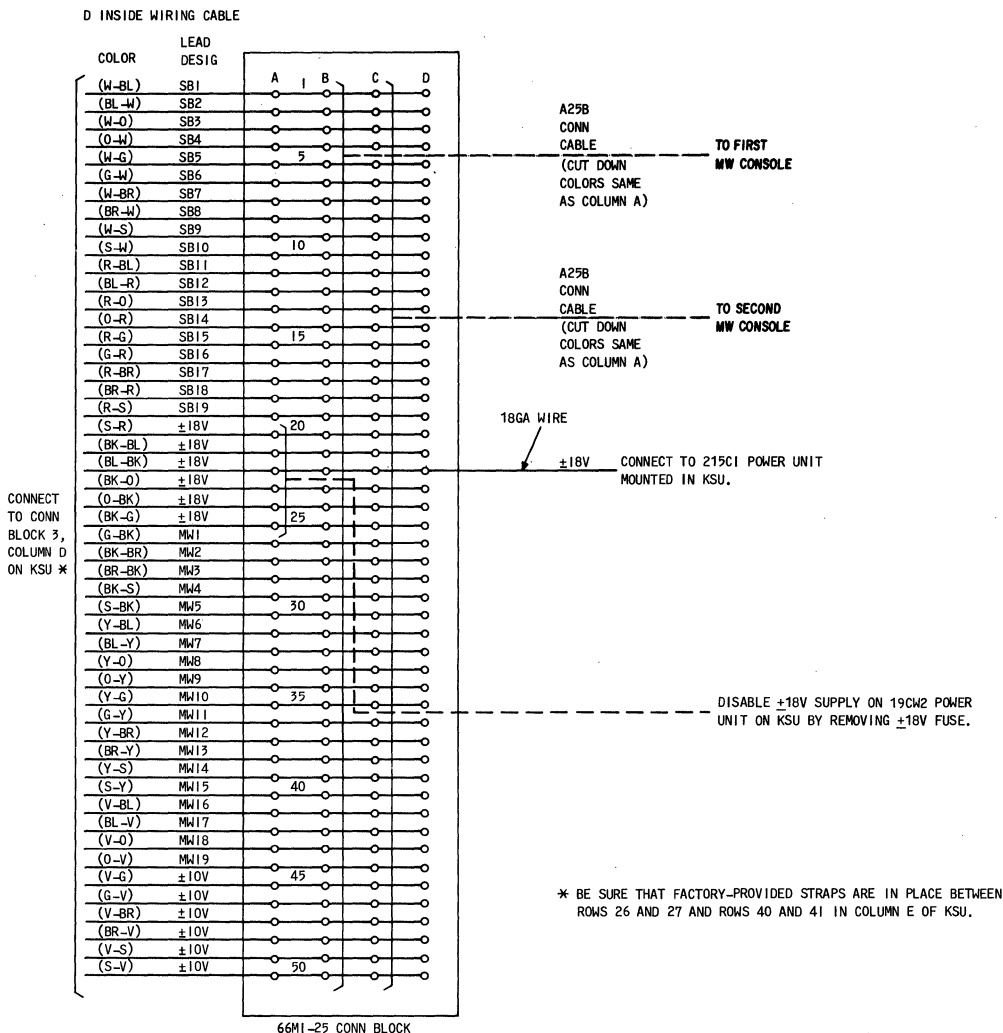 D INSIDE WIRING CABLE
LEAD
COLOR DESIG
A 1 B C D
(W-BL) SB1
(BL-W) SB2
(W-O) SB3
(O-W) SB4
(W-G) SB5 5
(G-W) SB6
(W-BR) SB7
(BR-W) SB8
(W-S) SB9
(S-W) SB10 10
(R-BL) SB11
(BL-R) SB12
(R-O) SB13
(O-R) SB14
(R-G) SB15 15
(G-R) SB16
(R-BR) SB17
(BR-R) SB18
(R-S) SB19
(S-R) ±18V 20
(BK-BL) ±18V
(BL-BK) ±18V
(BK-O) ±18V
(O-BK) ±18V
(BK-G) ±18V 25
(G-BK) MW1
(BK-BR) MW2
(BR-BK) MW3
(BK-S) MW4
(S-BK) MW5 30
(Y-BL) MW6
(BL-Y) MW7
(Y-O) MW8
(O-Y) MW9
(Y-G) MW10 35
(G-Y) MW11
(Y-BR) MW12
(BR-Y) MW13
(Y-S) MW14
(S-Y) MW15 40
(V-BL) MW16
(BL-V) MW17
(V-O) MW18
(O-V) MW19
(V-G) ±10V 45
(G-V) ±10V
(V-BR) ±10V
(BR-V) ±10V
(V-S) ±10V
(S-V) ±10V 50
CONNECT
TO CONN
BLOCK 3,
COLUMN D
ON KSU *
66M1-25 CONN BLOCK
A25B
CONN
CABLE
(CUT DOWN
COLORS SAME
AS COLUMN A)
TO FIRST
MW CONSOLE
A25B
CONN
CABLE
(CUT DOWN
COLORS SAME
AS COLUMN A)
TO SECOND
MW CONSOLE
18GA WIRE
±18V CONNECT TO 215C1 POWER UNIT
MOUNTED IN KSU.
DISABLE ±18V SUPPLY ON 19CW2 POWER
UNIT ON KSU BY REMOVING ±18V FUSE.
* BE SURE THAT FACTORY-PROVIDED STRAPS ARE IN PLACE BETWEEN
ROWS 26 AND 27 AND ROWS 40 AND 41 IN COLUMN E OF KSU.